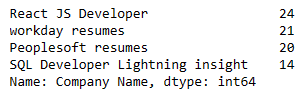 React JS Developer 24
workday resumes 21
Peoplesoft resumes 20
SQL Developer Lightning insight 14
Name: Company Name, dtype: int64